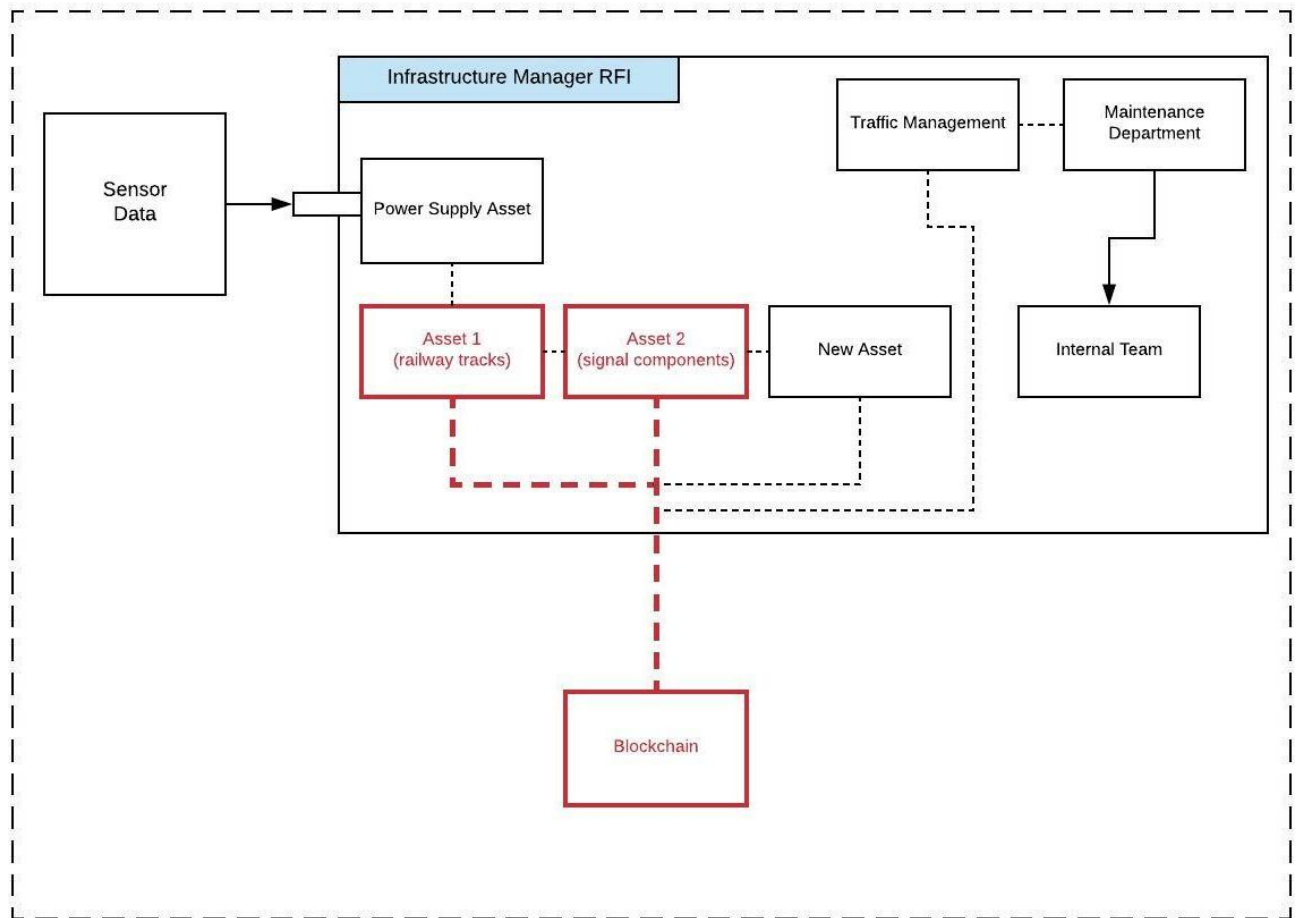 Infrastructure Manager RFI
Traffic Management
Maintenance
Department
Sensor
Data
Power Supply Asset
Asset 1
(railway tracks)
Asset 2
(signal components)
New Asset
Internal Team
Blockchain